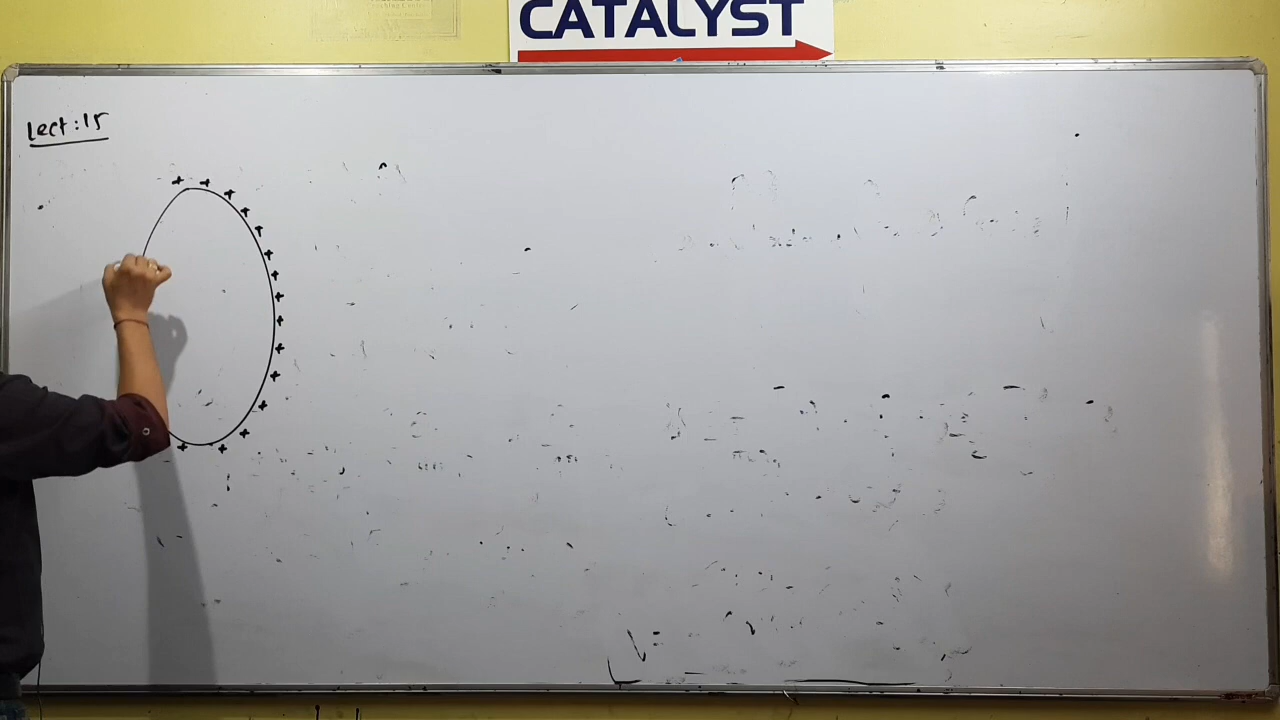 CATALYST
Lect:15
+ + + + + + + + + + + + + + +